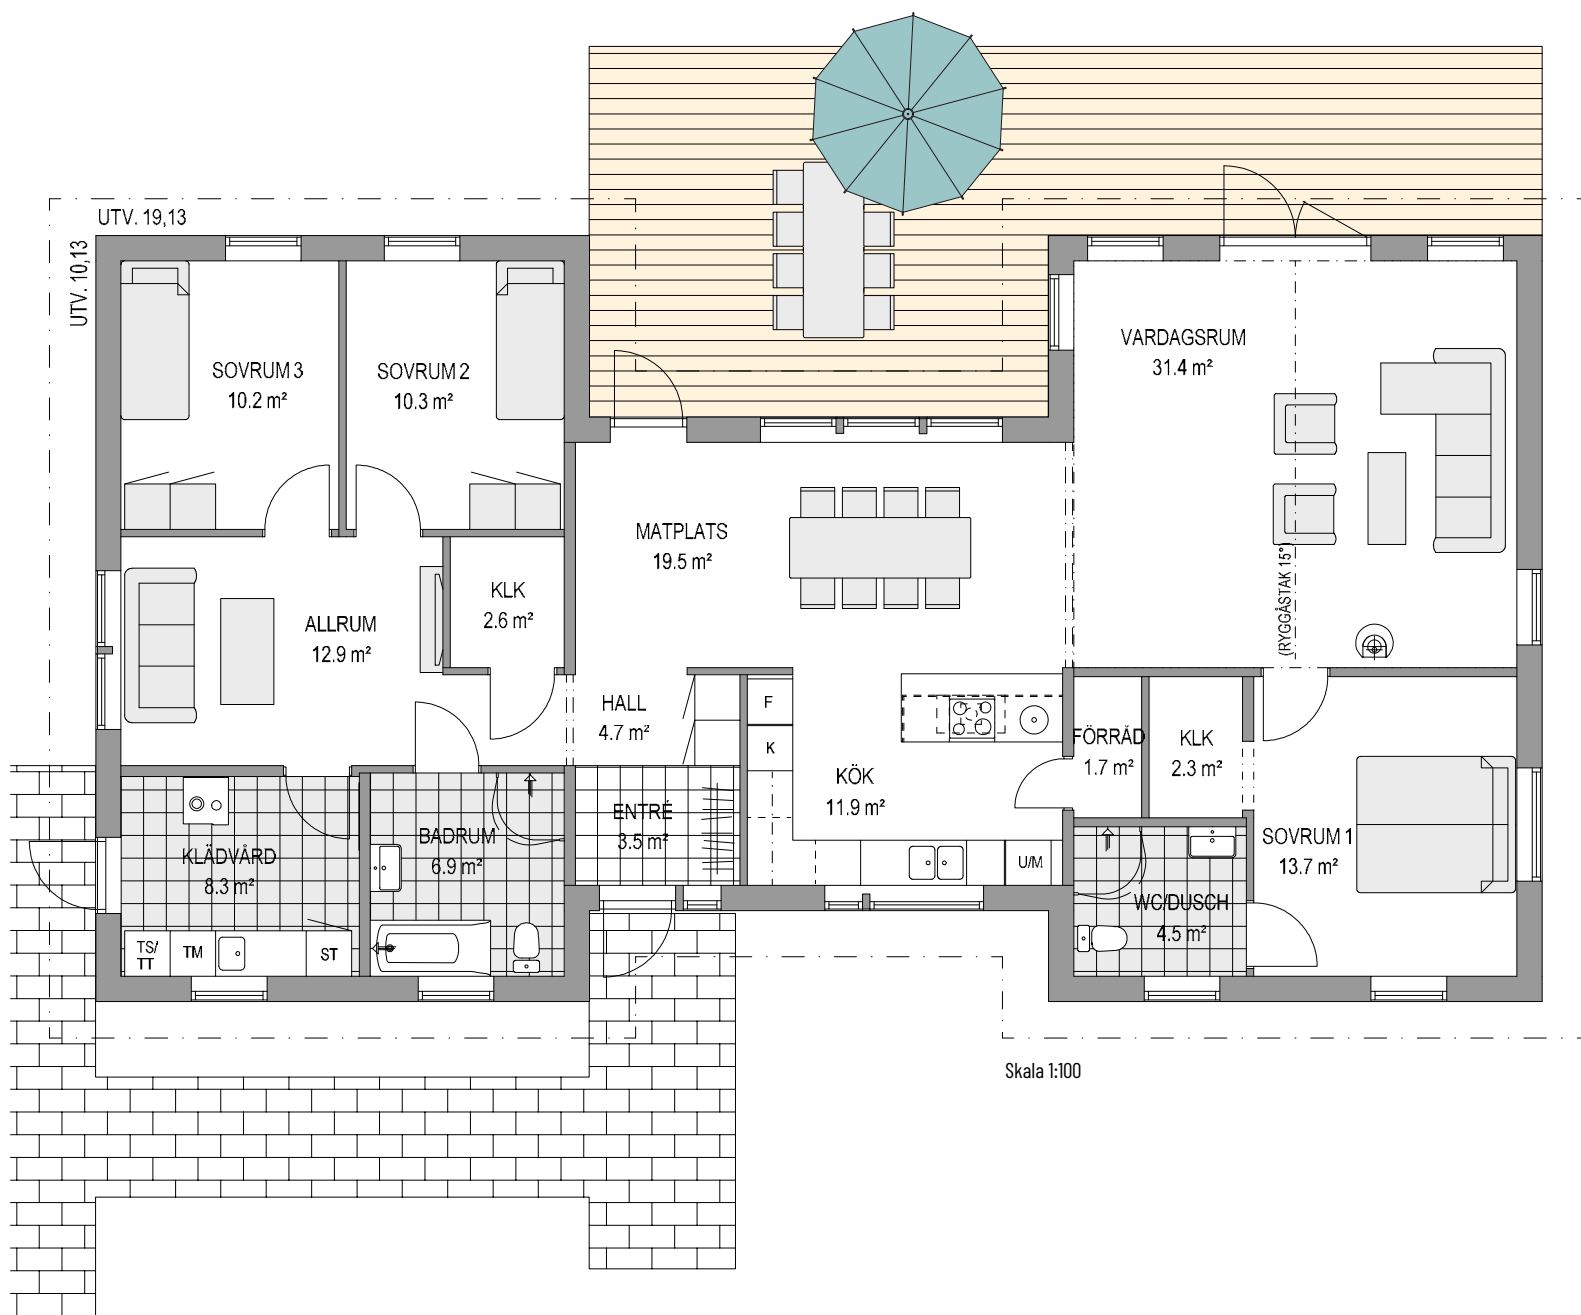 UTV. 19,13
UTV. 10,13
SOVRUM 3
10.2 m²
SOVRUM 2
10.3 m²
VARDAGSRUM
31.4 m²
(RYGGÅSTAK 15°)
MATPLATS
19.5 m²
KLK
2.6 m²
ALLRUM
12.9 m²
HALL
4.7 m²
F
K
KÖK
11.9 m²
FÖRRÅD
1.7 m²
KLK
2.3 m²
ENTRÉ
3.5 m²
BADRUM
6.9 m²
KLÄDVÅRD
8.3 m²
U/M
SOVRUM 1
13.7 m²
WC/DUSCH
4.5 m²
TS/
TT
TM
ST
Skala 1:100